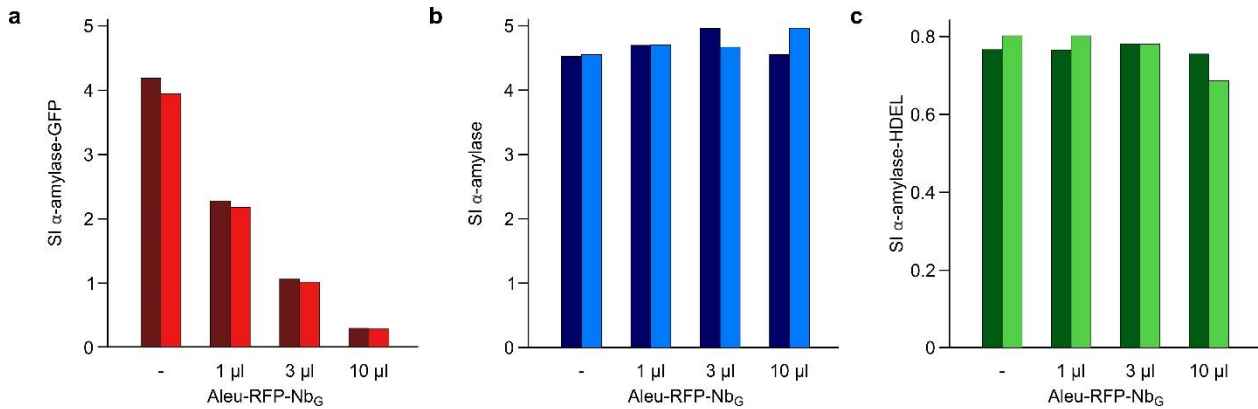 a
SI α-amylase-GFP
5
4
3
2
1
0
- 1 µl 3 µl 10 µl
Aleu-RFP-NbG
b
SI α-amylase
5
4
3
2
1
0
- 1 µl 3 µl 10 µl
Aleu-RFP-NbG
c
SI α-amylase-HDEL
0.8
0.6
0.4
0.2
0
- 1 µl 3 µl 10 µl
Aleu-RFP-NbG